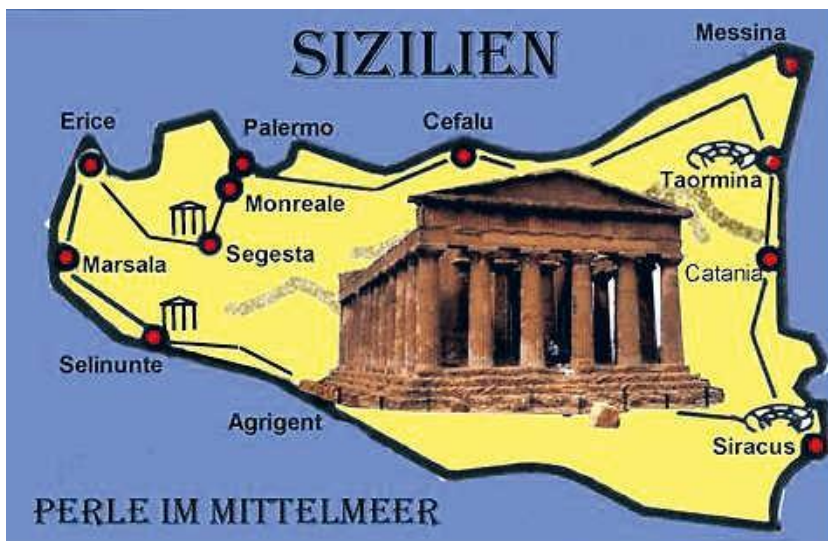 SIZILIEN
Messina
Erice
Palermo
Cefalu
Monreale
Taormina
Segesta
Marsala
Catania
Selinunte
Agrigent
Siracus
PERLE IM MITTELMEER